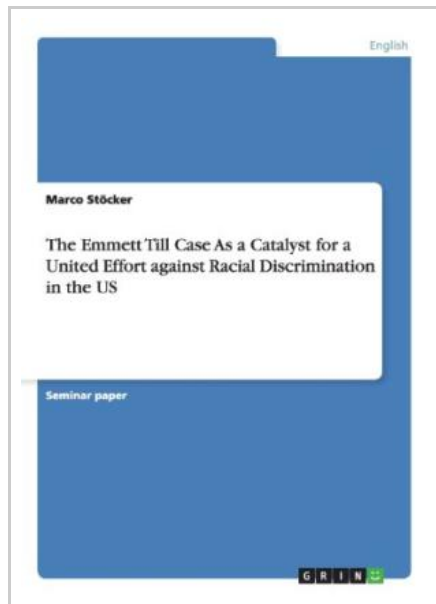 English
Marco Stöcker
The Emmett Till Case As a Catalyst for a
United Effort against Racial Discrimination
in the US
Seminar paper
GRIN